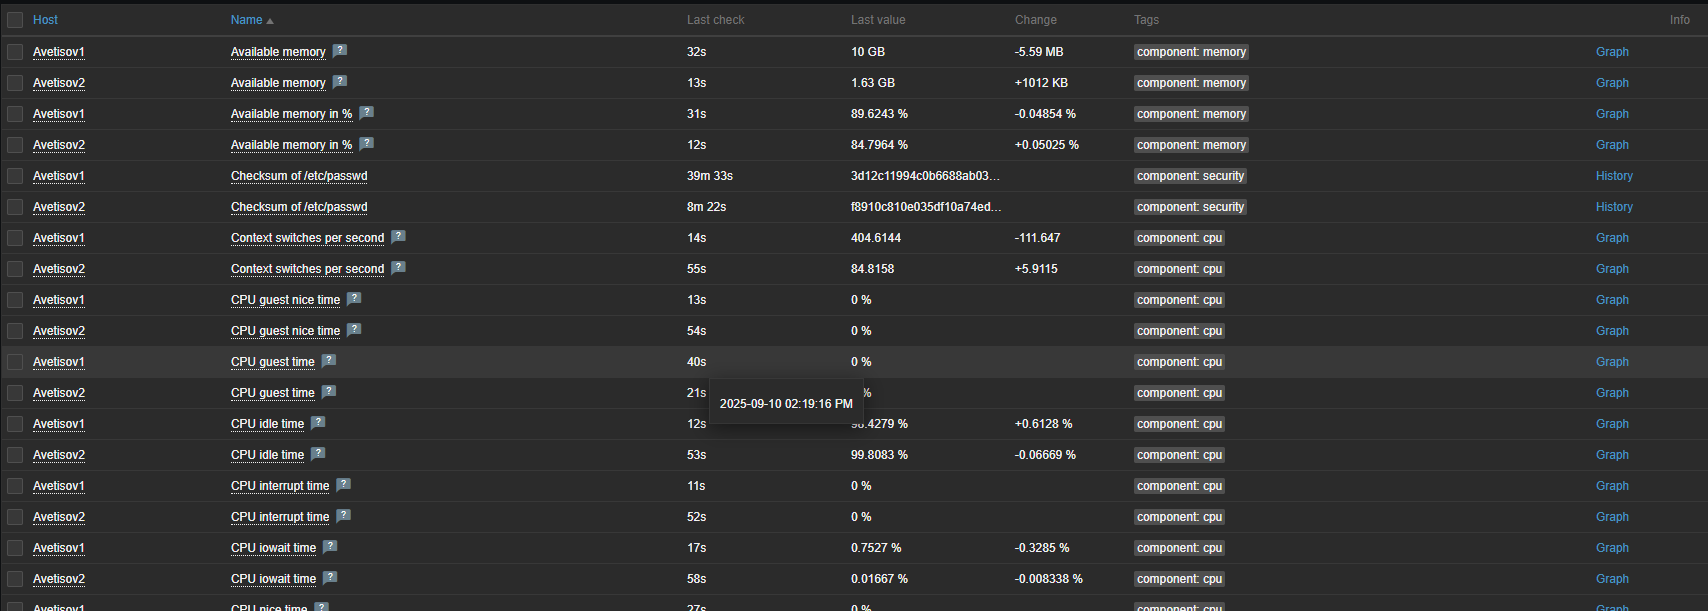 Host Name Last check Last value Change Tags Info
Avetisov1 Available memory ? 32s 10 GB -5.59 MB component: memory Graph
Avetisov2 Available memory ? 13s 1.63 GB +1012 KB component: memory Graph
Avetisov1 Available memory in % ? 31s 89.6243 % -0.04854 % component: memory Graph
Avetisov2 Available memory in % ? 12s 84.7964 % +0.05025 % component: memory Graph
Avetisov1 Checksum of /etc/passwd 39m 33s 3d12c11994c0b6688ab03... component: security History
Avetisov2 Checksum of /etc/passwd 8m 22s f8910c810e035df10a74ed... component: security History
Avetisov1 Context switches per second ? 14s 404.6144 -111.647 component: cpu Graph
Avetisov2 Context switches per second ? 55s 84.8158 +5.9115 component: cpu Graph
Avetisov1 CPU guest nice time ? 13s 0 % component: cpu Graph
Avetisov2 CPU guest nice time ? 54s 0 % component: cpu Graph
Avetisov1 CPU guest time ? 40s 0 % component: cpu Graph
Avetisov2 CPU guest time ? 21s % component: cpu Graph
2025-09-10 02:19:16 PM
Avetisov1 CPU idle time ? 12s 98.4279 % +0.6128 % component: cpu Graph
Avetisov2 CPU idle time ? 53s 99.8083 % -0.06669 % component: cpu Graph
Avetisov1 CPU interrupt time ? 11s 0 % component: cpu Graph
Avetisov2 CPU interrupt time ? 52s 0 % component: cpu Graph
Avetisov1 CPU iowait time ? 17s 0.7527 % -0.3285 % component: cpu Graph
Avetisov2 CPU iowait time ? 58s 0.01667 % -0.008338 % component: cpu Graph
Avetisov1 CPU nice time ? 27s 0 % component: cpu Graph